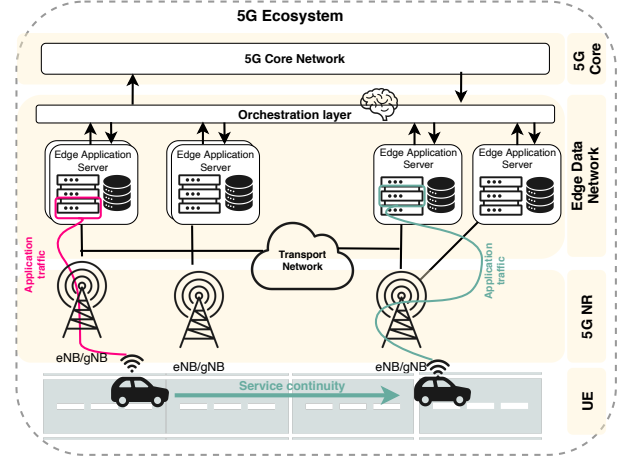 5G Ecosystem
5G Core Network
5G
Core
Orchestration layer
Edge Application
Server
Edge Application
Server
Edge Application
Server
Edge Application
Server
Edge Data
Network
Application
traffic
Transport
Network
Application
traffic
5G NR
eNB/gNB
eNB/gNB
eNB/gNB
Service continuity
UE